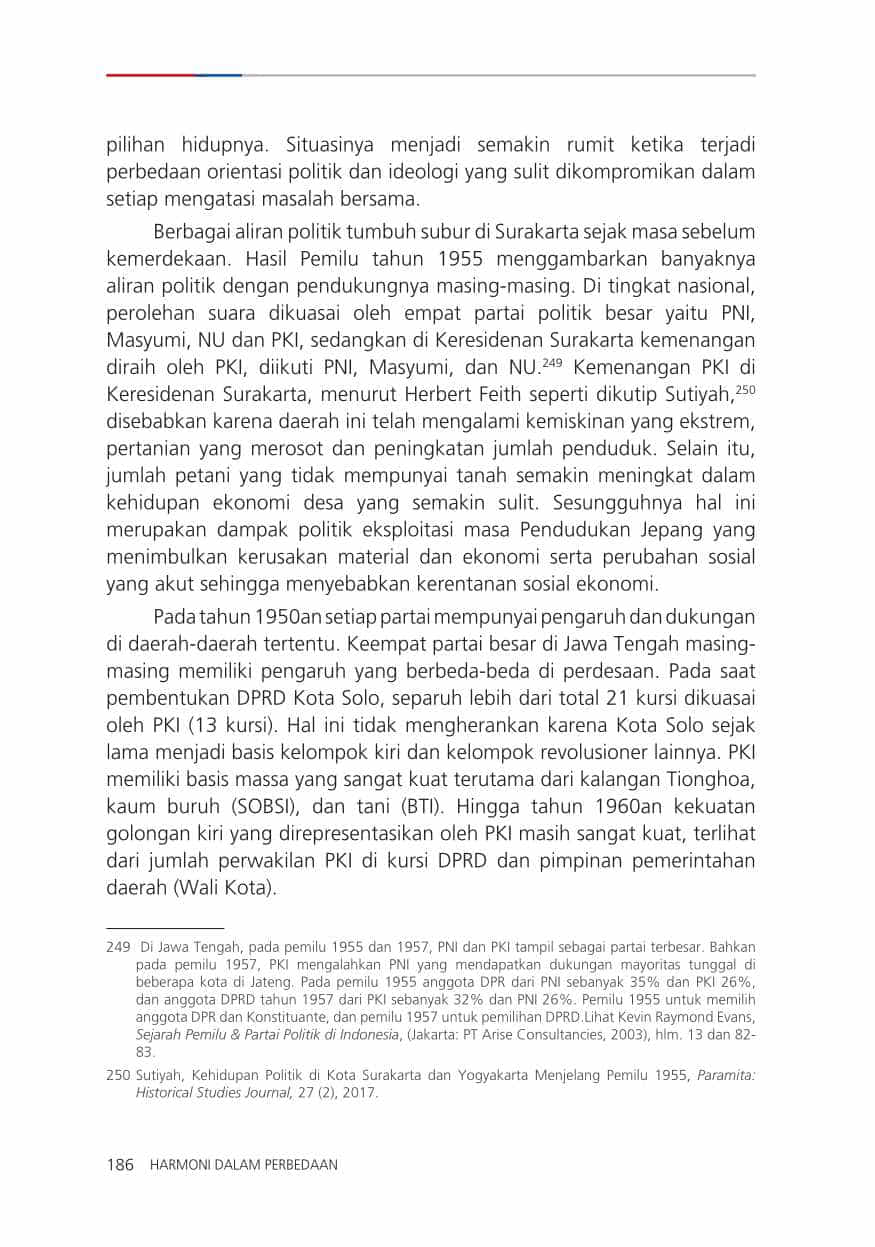 pilihan hidupnya. Situasinya menjadi semakin rumit ketika terjadi
perbedaan orientasi politik dan ideologi yang sulit dikompromikan dalam
setiap mengatasi masalah bersama.
Berbagai aliran politik tumbuh subur di Surakarta sejak masa sebelum
kemerdekaan. Hasil Pemilu tahun 1955 menggambarkan banyaknya
aliran politik dengan pendukungnya masing-masing. Di tingkat nasional,
perolehan suara dikuasai oleh empat partai politik besar yaitu PNI,
Masyumi, NU dan PKI, sedangkan di Keresidenan Surakarta kemenangan
diraih oleh PKI, diikuti PNI, Masyumi, dan NU.249 Kemenangan PKI di
Keresidenan Surakarta, menurut Herbert Feith seperti dikutip Sutiyah,250
disebabkan karena daerah ini telah mengalami kemiskinan yang ekstrem,
pertanian yang merosot dan peningkatan jumlah penduduk. Selain itu,
jumlah petani yang tidak mempunyai tanah semakin meningkat dalam
kehidupan ekonomi desa yang semakin sulit. Sesungguhnya hal ini
merupakan dampak politik eksploitasi masa Pendudukan Jepang yang
menimbulkan kerusakan material dan ekonomi serta perubahan sosial
yang akut sehingga menyebabkan kerentanan sosial ekonomi.
Pada tahun 1950an setiap partai mempunyai pengaruh dan dukungan
di daerah-daerah tertentu. Keempat partai besar di Jawa Tengah masing-
masing memiliki pengaruh yang berbeda-beda di perdesaan. Pada saat
pembentukan DPRD Kota Solo, separuh lebih dari total 21 kursi dikuasai
oleh PKI (13 kursi). Hal ini tidak mengherankan karena Kota Solo sejak
lama menjadi basis kelompok kiri dan kelompok revolusioner lainnya. PKI
memiliki basis massa yang sangat kuat terutama dari kalangan Tionghoa,
kaum buruh (SOBSI), dan tani (BTI). Hingga tahun 1960an kekuatan
golongan kiri yang direpresentasikan oleh PKI masih sangat kuat, terlihat
dari jumlah perwakilan PKI di kursi DPRD dan pimpinan pemerintahan
daerah (Wali Kota).
249 Di Jawa Tengah, pada pemilu 1955 dan 1957, PNI dan PKI tampil sebagai partai terbesar. Bahkan
pada pemilu 1957, PKI mengalahkan PNI yang mendapatkan dukungan mayoritas tunggal di
beberapa kota di Jateng. Pada pemilu 1955 anggota DPR dari PNI sebanyak 35% dan PKI 26%,
dan anggota DPRD tahun 1957 dari PKI sebanyak 32% dan PNI 26%. Pemilu 1955 untuk memilih
anggota DPR dan Konstituante, dan pemilu 1957 untuk pemilihan DPRD.Lihat Kevin Raymond Evans,
Sejarah Pemilu & Partai Politik di Indonesia, (Jakarta: PT Arise Consultancies, 2003), hlm. 13 dan 82-
83.
250 Sutiyah, Kehidupan Politik di Kota Surakarta dan Yogyakarta Menjelang Pemilu 1955, Paramita:
Historical Studies Journal, 27 (2), 2017.
186 HARMONI DALAM PERBEDAAN